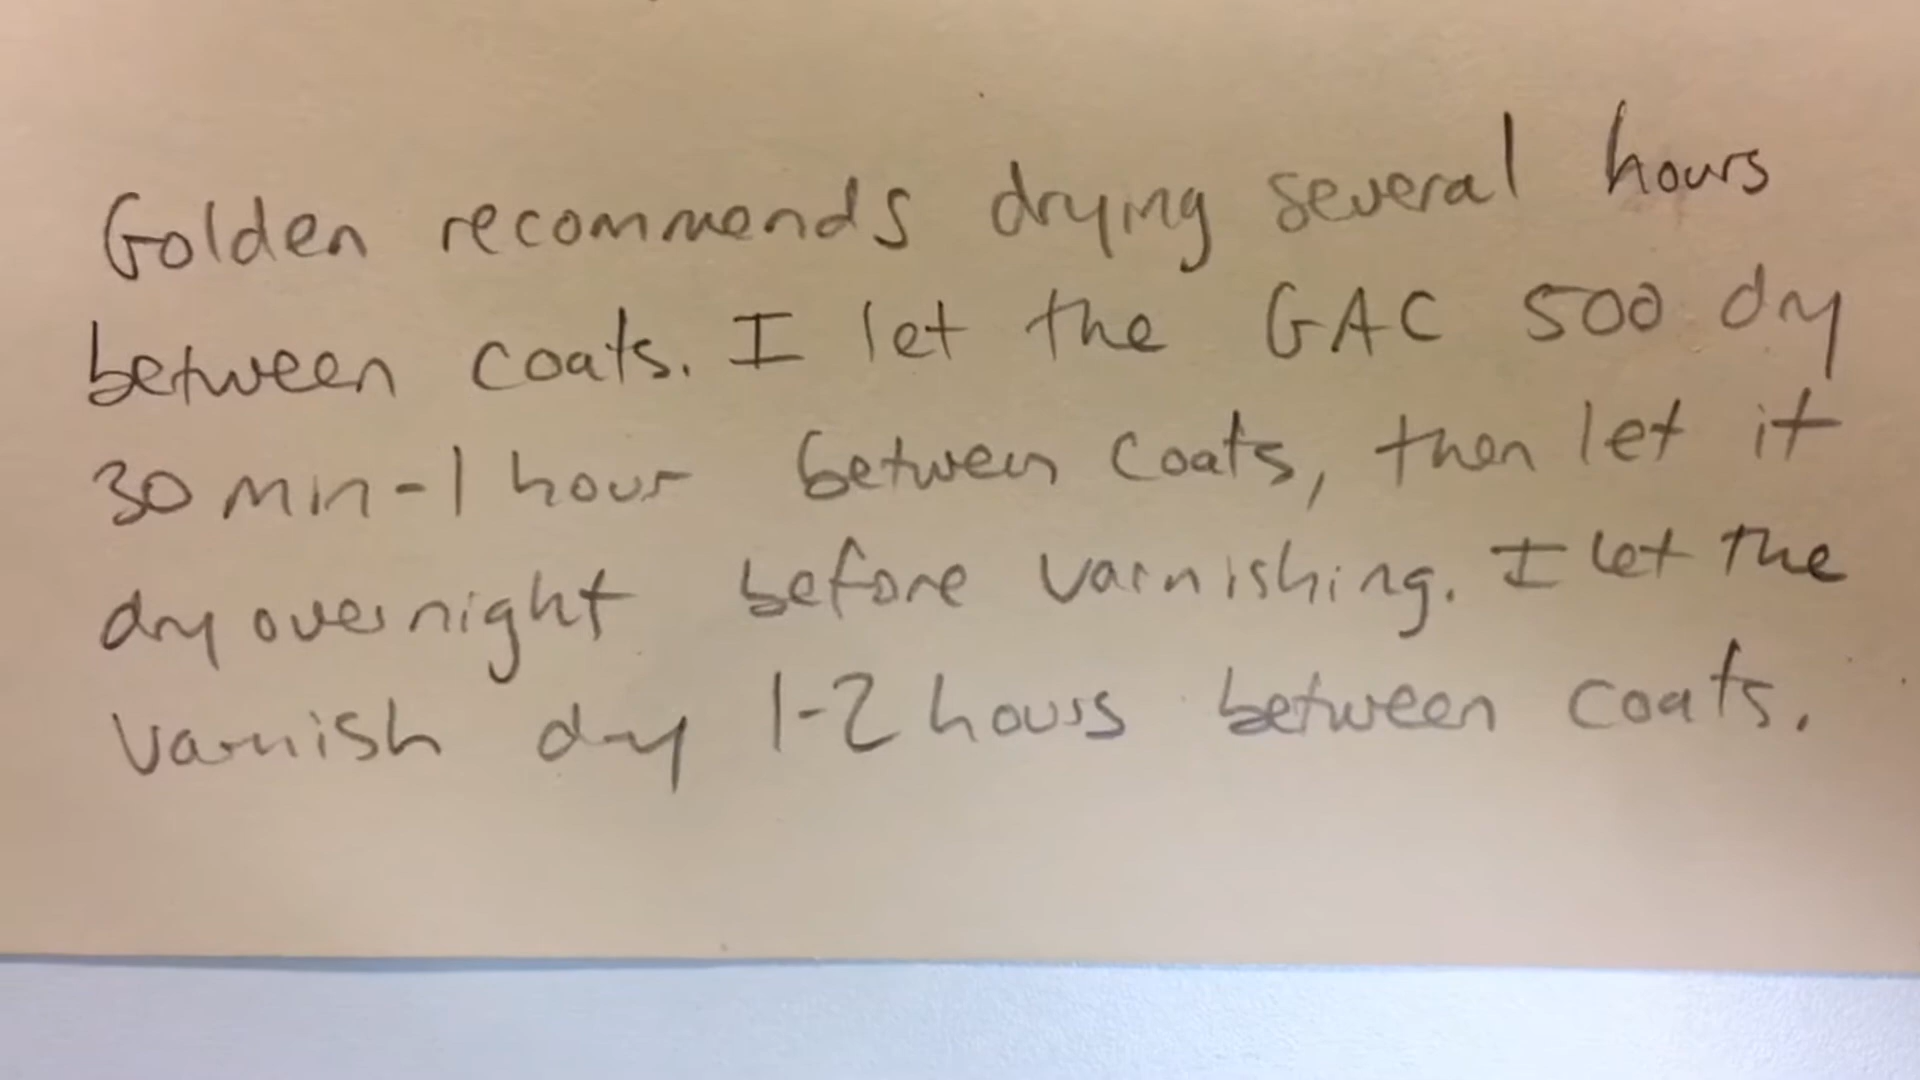 Golden recommends drying several hours
between coats. I let the GAC 500 dry
30 min-1 hour between coats, then let it
dry overnight before varnishing. I let the
varnish dry 1-2 hours between coats.